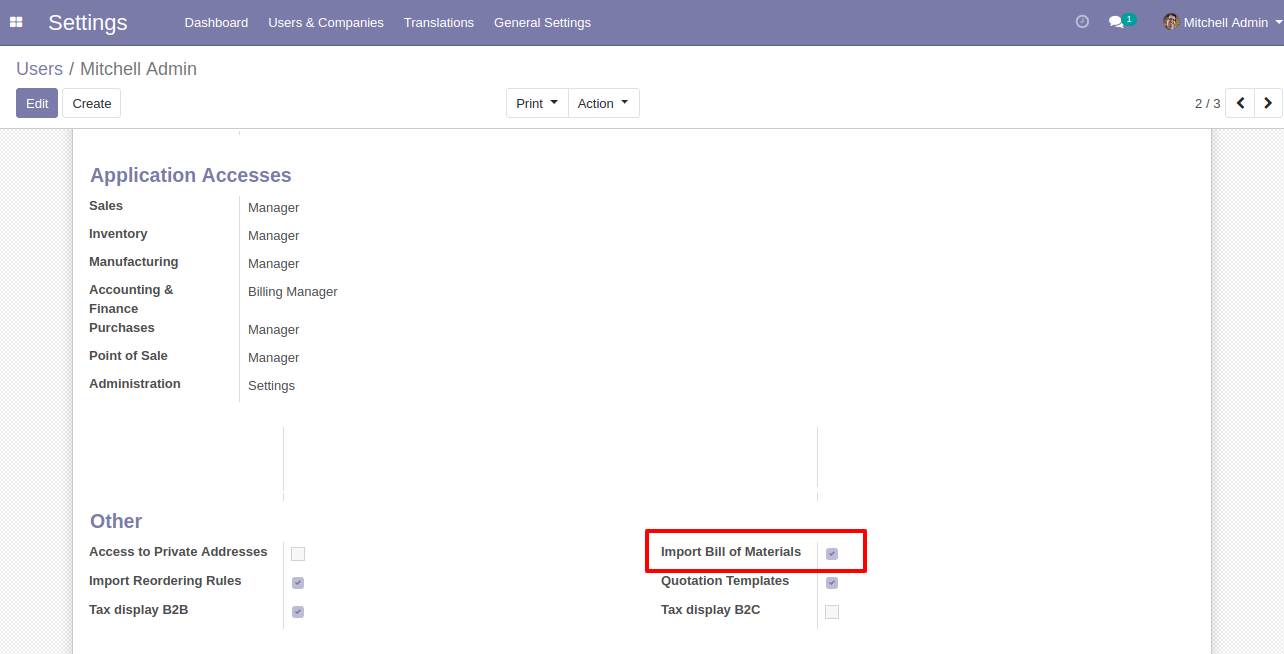 Settings Dashboard Users & Companies Translations General Settings 1 Mitchell Admin
Users / Mitchell Admin
Edit Create Print Action 2 / 3
Application Accesses
Sales Manager
Inventory Manager
Manufacturing Manager
Accounting & Billing Manager
Finance
Purchases Manager
Point of Sale Manager
Administration Settings
Other
Access to Private Addresses Import Bill of Materials
Import Reordering Rules Quotation Templates
Tax display B2B Tax display B2C